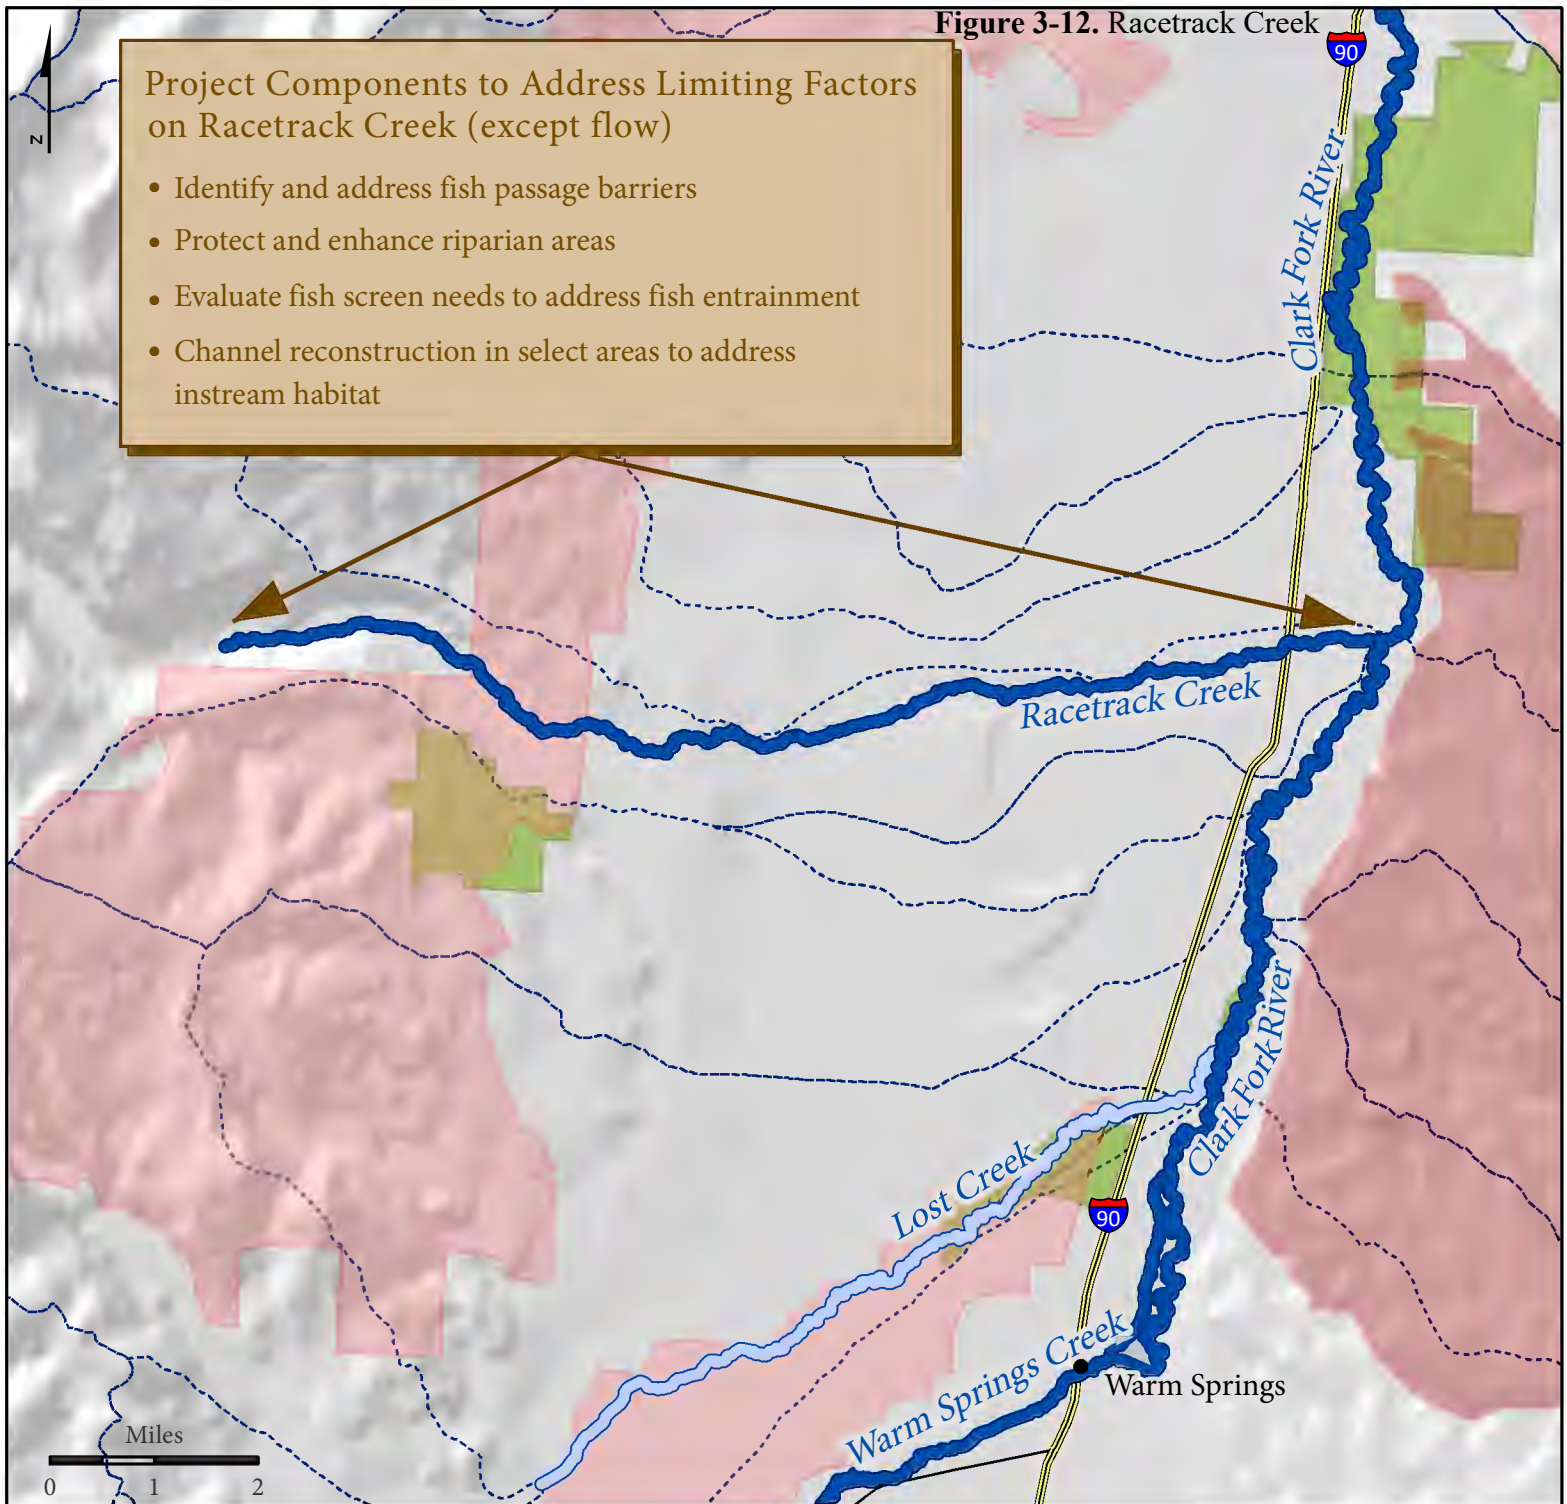 Figure 3-12. Racetrack Creek
90
N
Project Components to Address Limiting Factors
on Racetrack Creek (except flow)
• Identify and address fish passage barriers
• Protect and enhance riparian areas
• Evaluate fish screen needs to address fish entrainment
• Channel reconstruction in select areas to address
instream habitat
Clark Fork River
Racetrack Creek
Clark Fork River
Lost Creek
90
Warm Springs Creek
Warm Springs
Miles
0 1 2